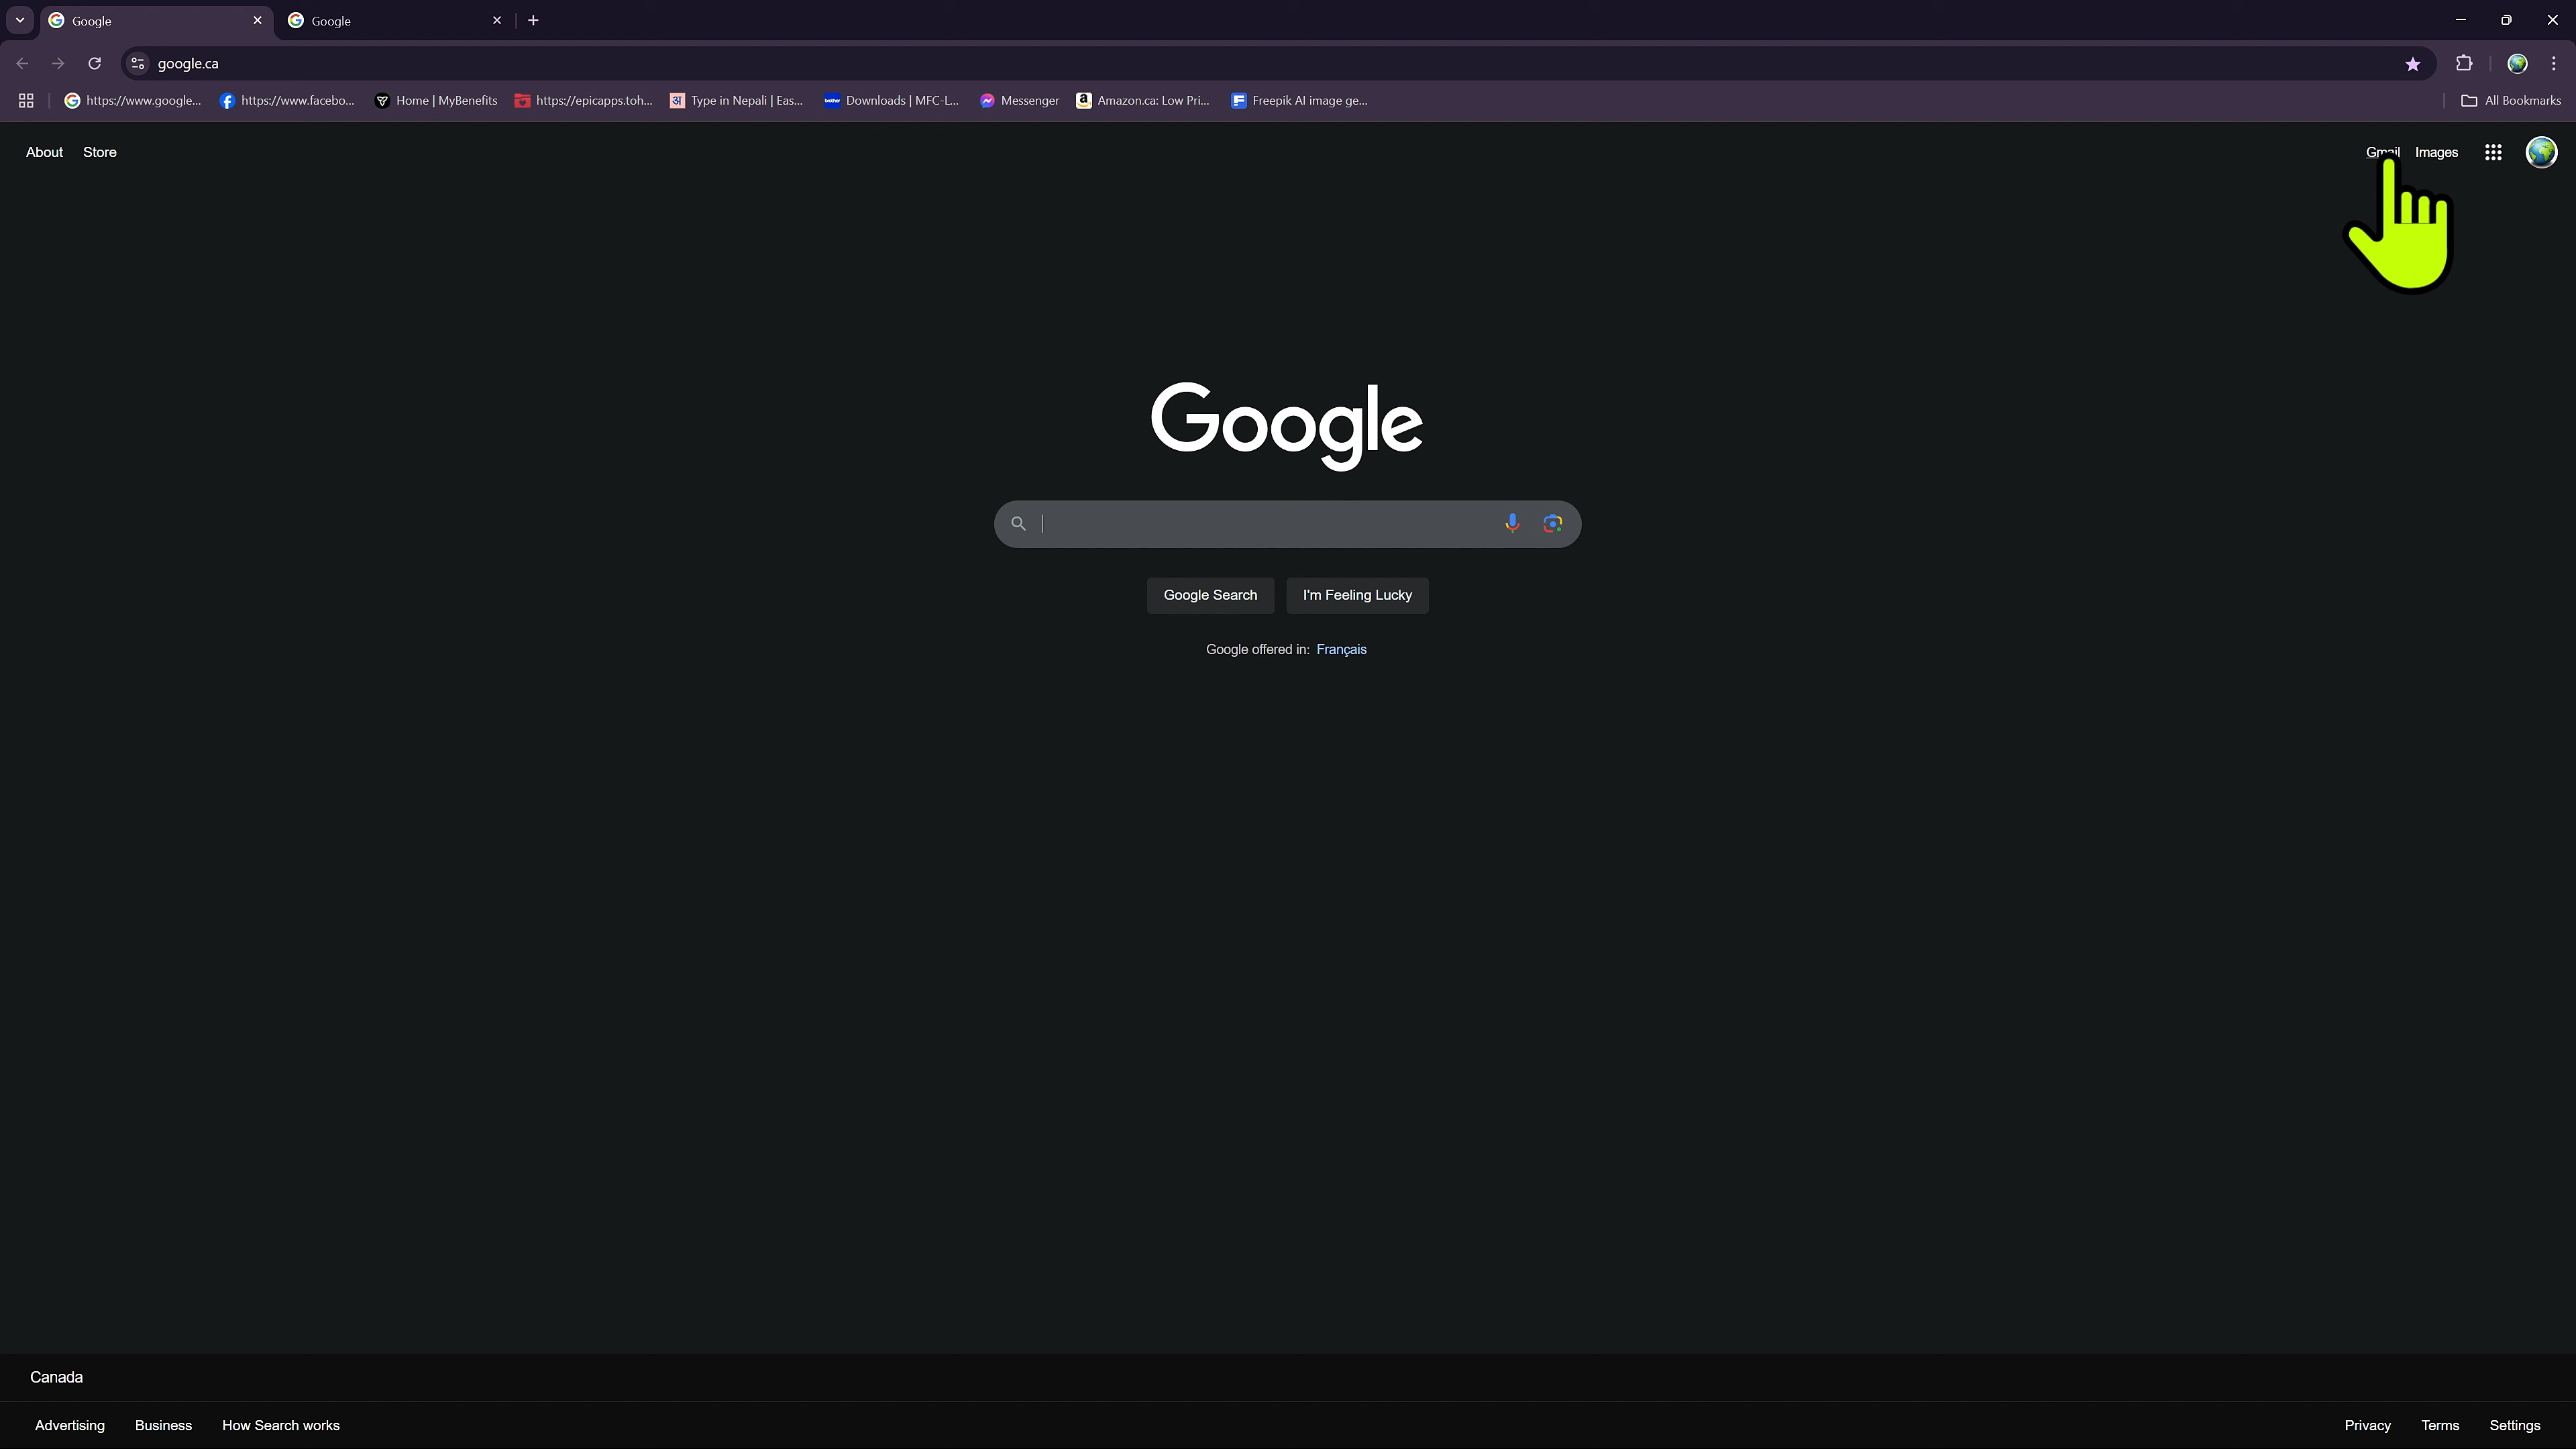 Google
Google
google.ca
https://www.google...
https://www.facebo...
Home | MyBenefits
https://epicapps.toh...
Type in Nepali | Eas...
brother
Downloads | MFC-L...
Messenger
Amazon.ca: Low Pri...
Freepik AI image ge...
All Bookmarks
About Store
Gmail Images
Google
Google Search I'm Feeling Lucky
Google offered in: Français
Canada
Advertising Business How Search works
Privacy Terms Settings